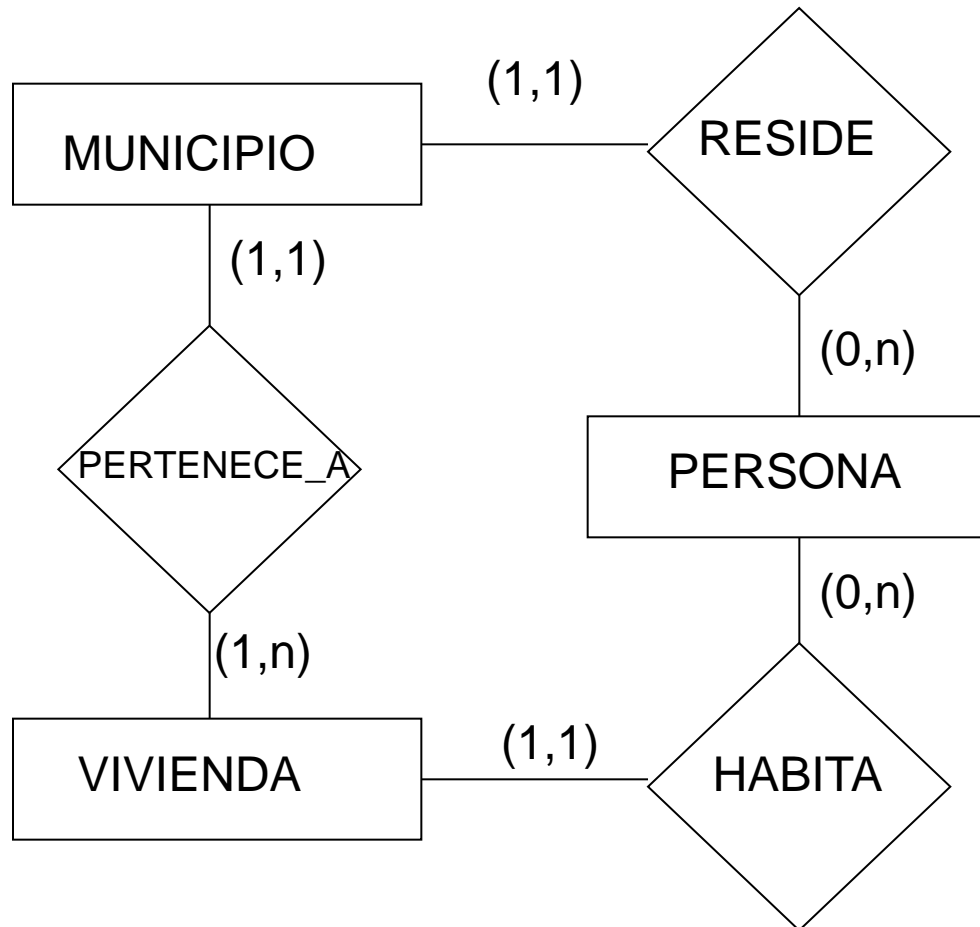 (1,1)
MUNICIPIO
RESIDE
(1,1)
(0,n)
PERTENECE_A
PERSONA
(0,n)
(1,n)
(1,1)
VIVIENDA
HABITA